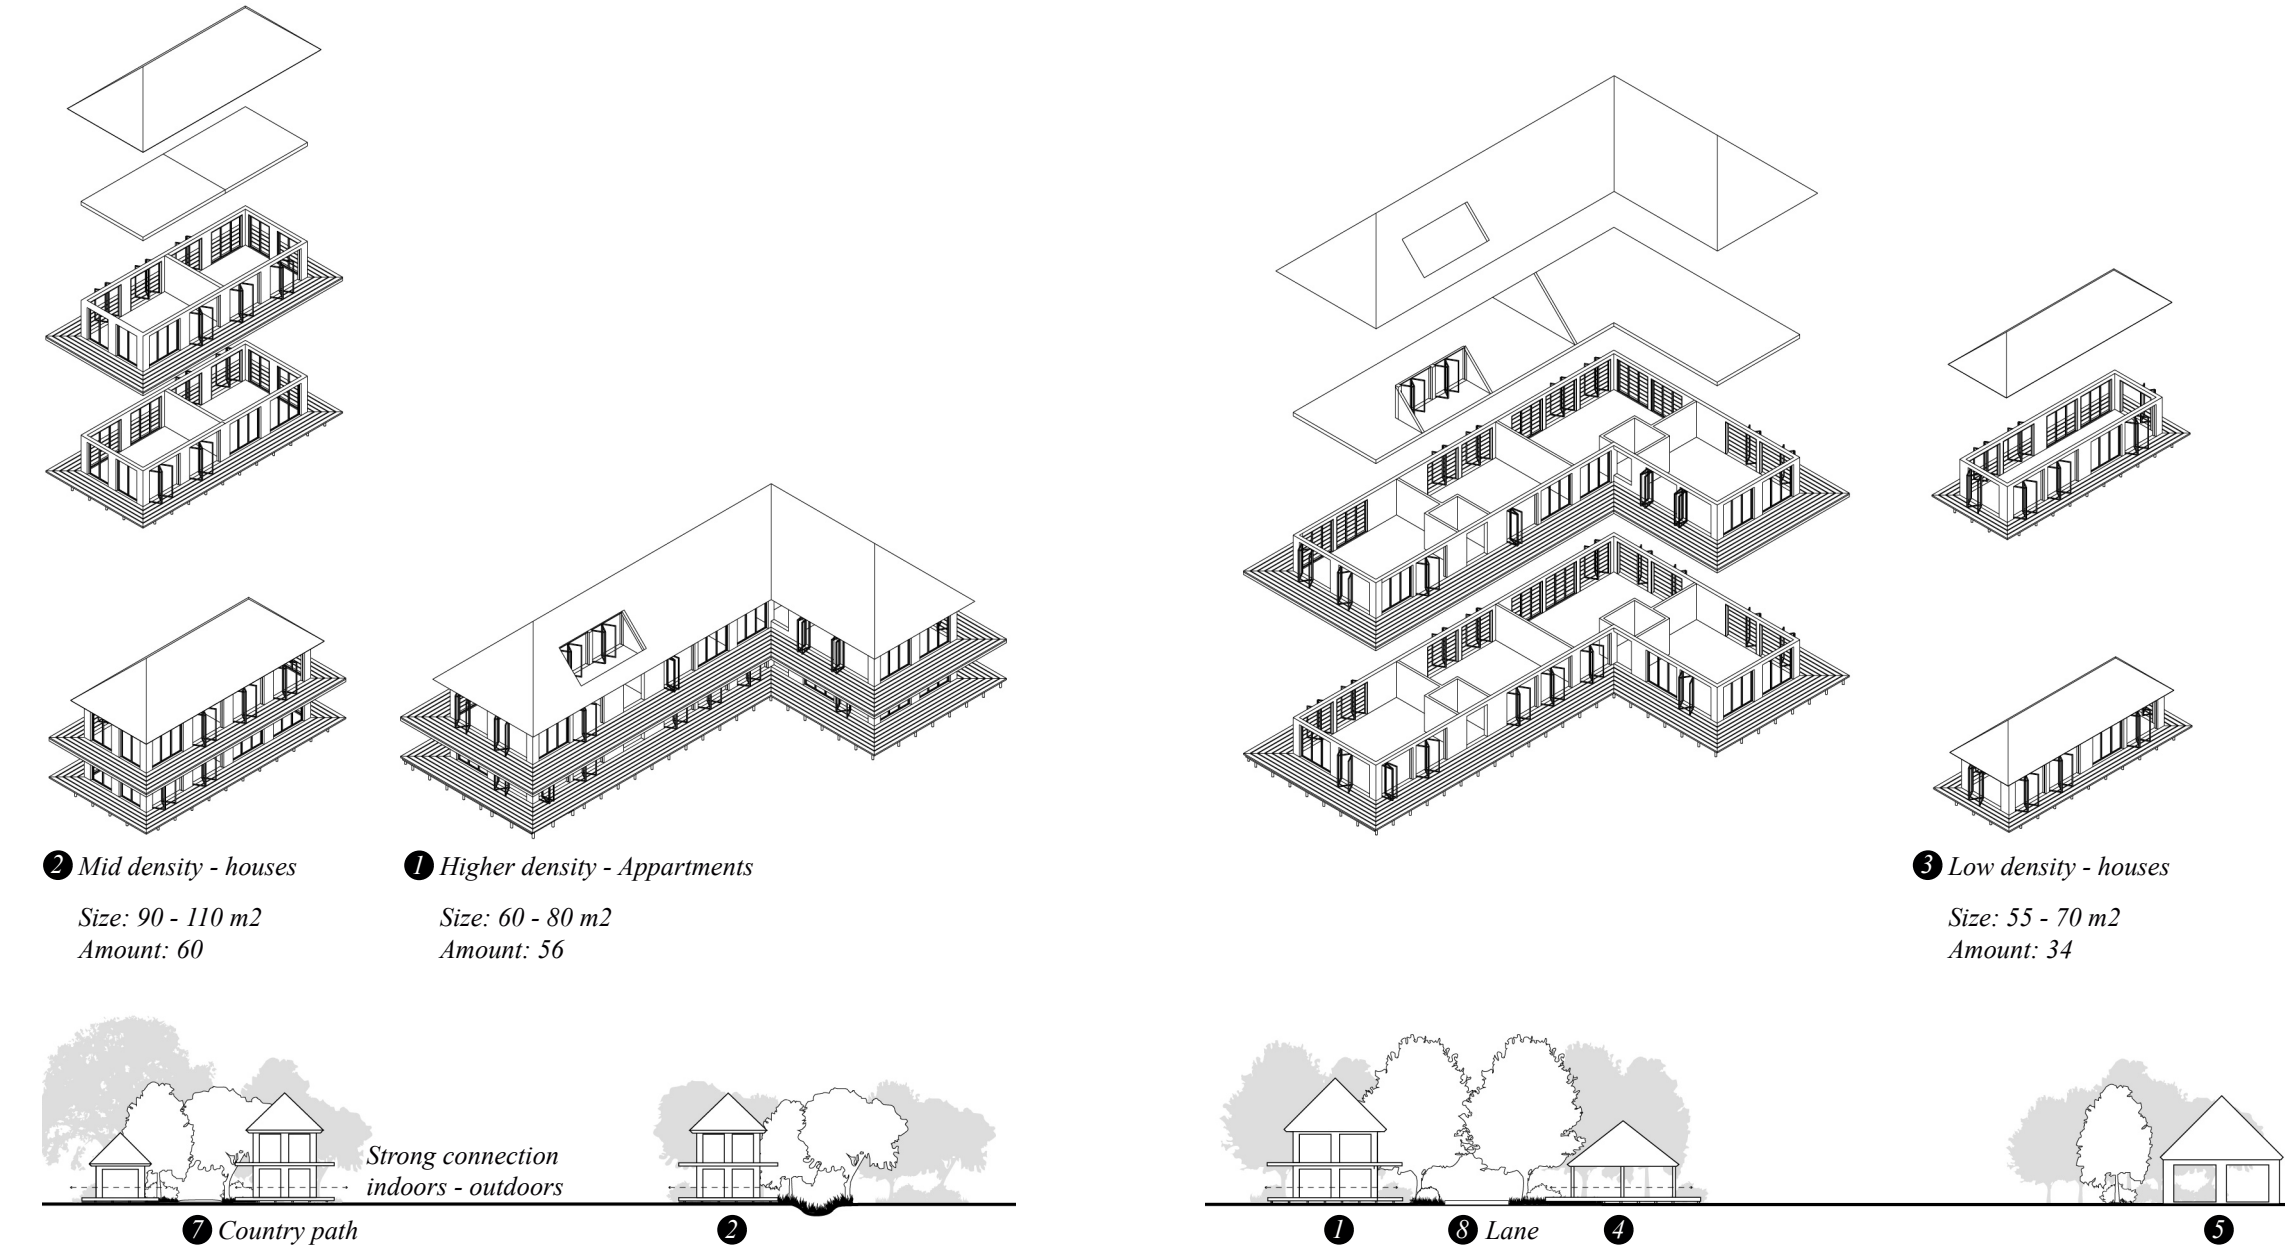 2 Mid density - houses
Size: 90 - 110 m2
Amount: 60
1 Higher density - Appartments
Size: 60 - 80 m2
Amount: 56
3 Low density - houses
Size: 55 - 70 m2
Amount: 34
Strong connection
indoors - outdoors
7 Country path
2
1
8 Lane
4
5